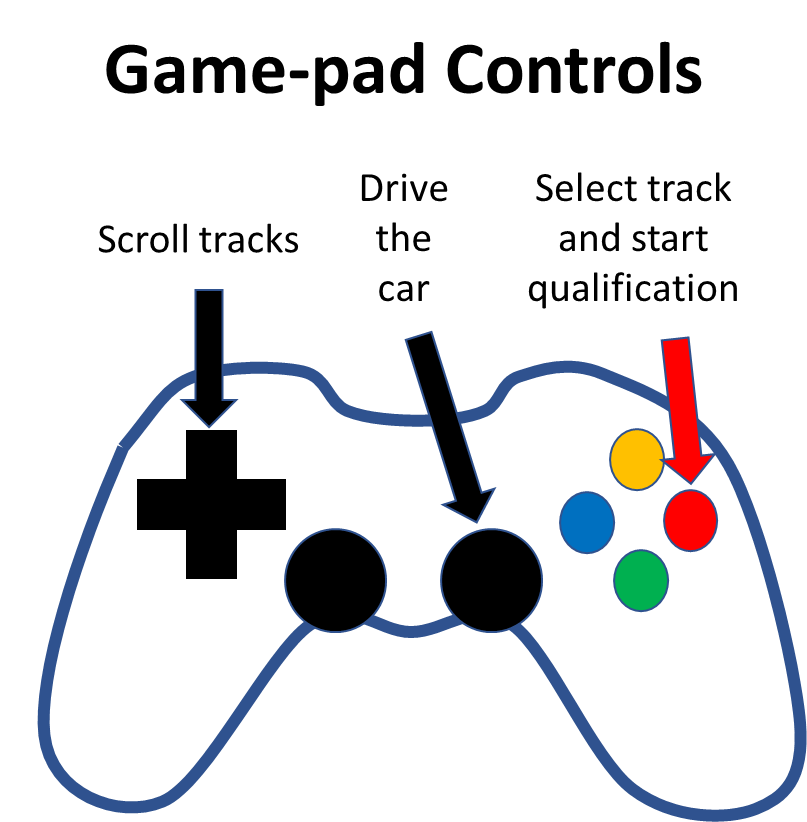 Game-pad Controls
Scroll tracks
Drive
the
car
Select track
and start
qualification